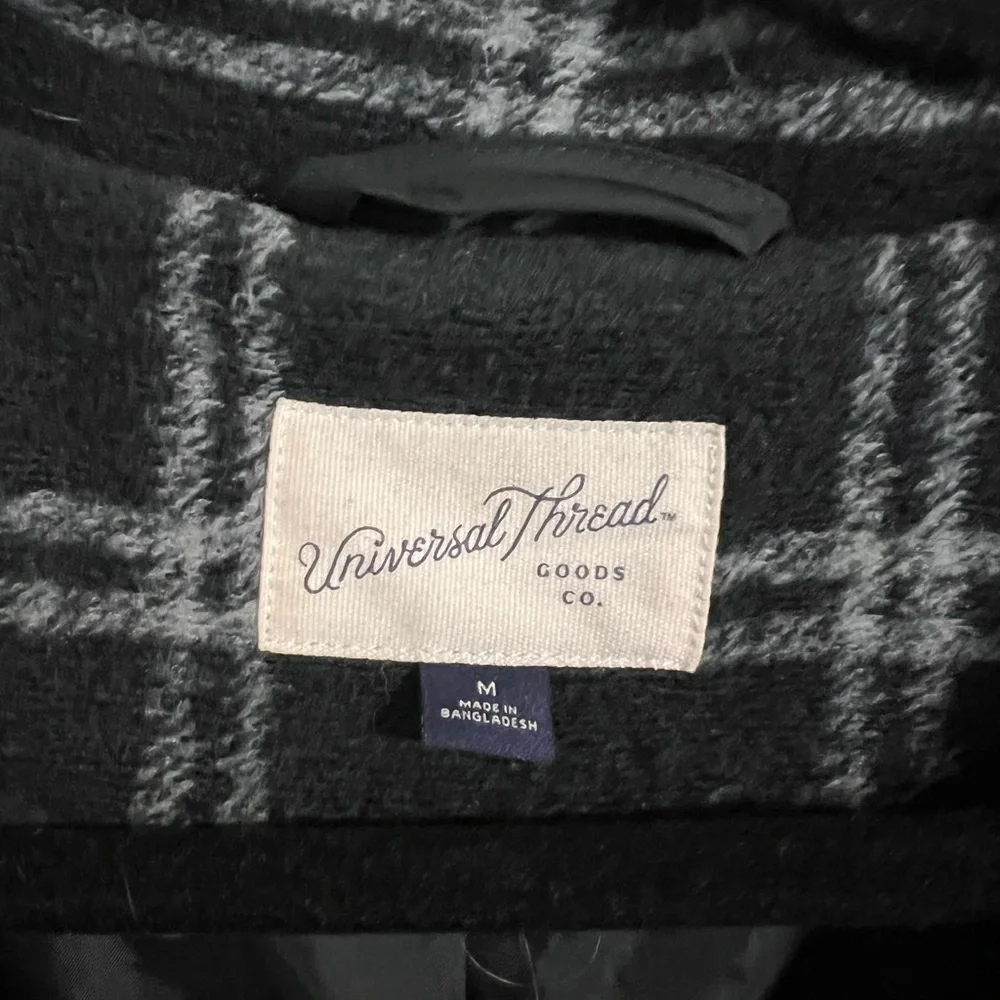 Universal Thread™
GOODS
CO.
M
MADE IN
BANGLADESH